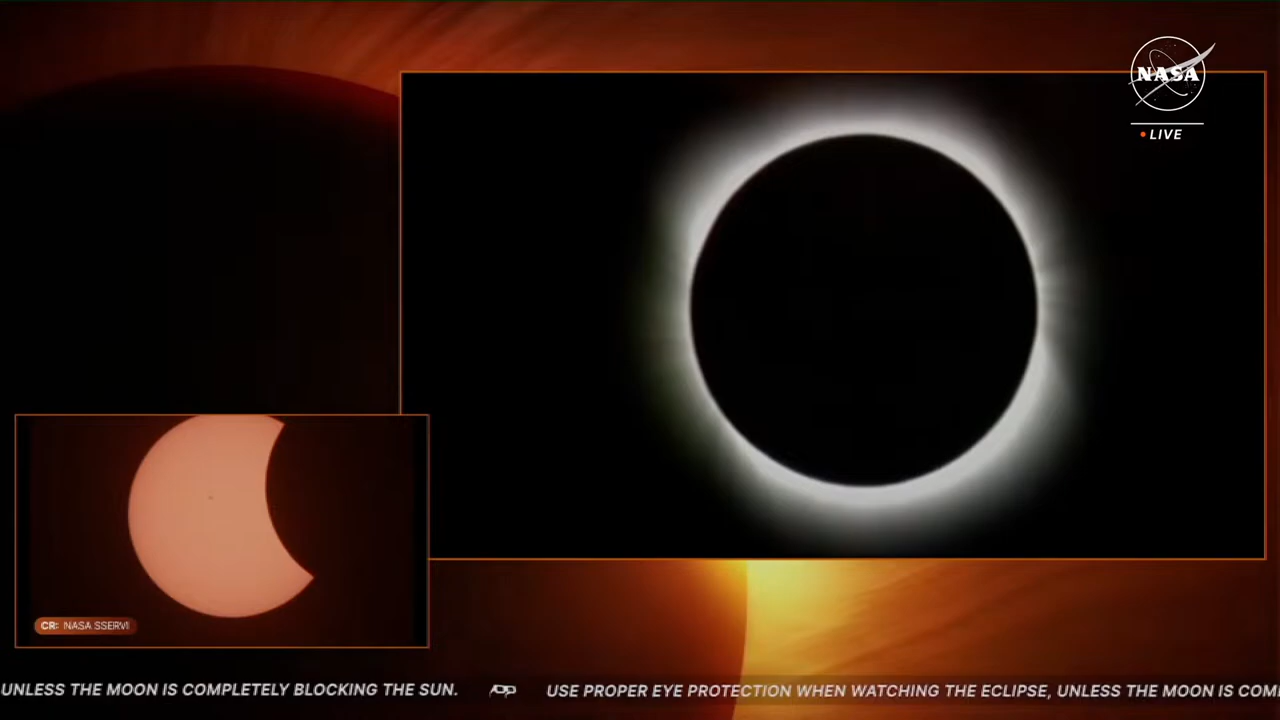 NASA
LIVE
CR: NASA SSERVI
UNLESS THE MOON IS COMPLETELY BLOCKING THE SUN. USE PROPER EYE PROTECTION WHEN WATCHING THE ECLIPSE, UNLESS THE MOON IS COM